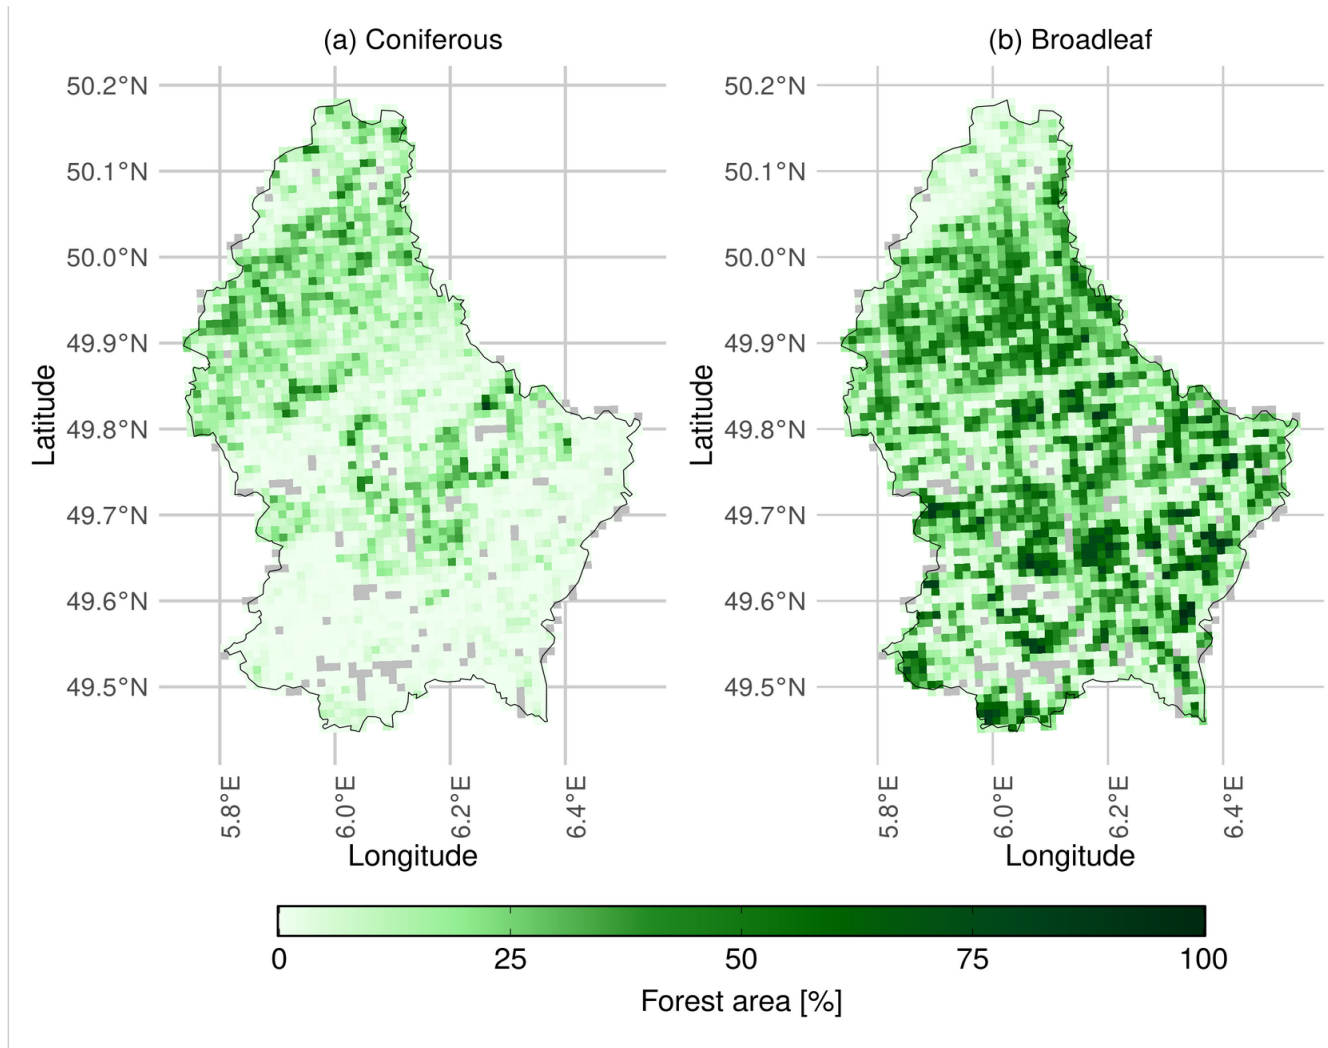 (a) Coniferous
(b) Broadleaf
50.2°N
50.1°N
50.0°N
49.9°N
49.8°N
49.7°N
49.6°N
49.5°N
Latitude
5.8°E
6.0°E
6.2°E
6.4°E
Longitude
50.2°N
50.1°N
50.0°N
49.9°N
49.8°N
49.7°N
49.6°N
49.5°N
Latitude
5.8°E
6.0°E
6.2°E
6.4°E
Longitude
0 25 50 75 100
Forest area [%]